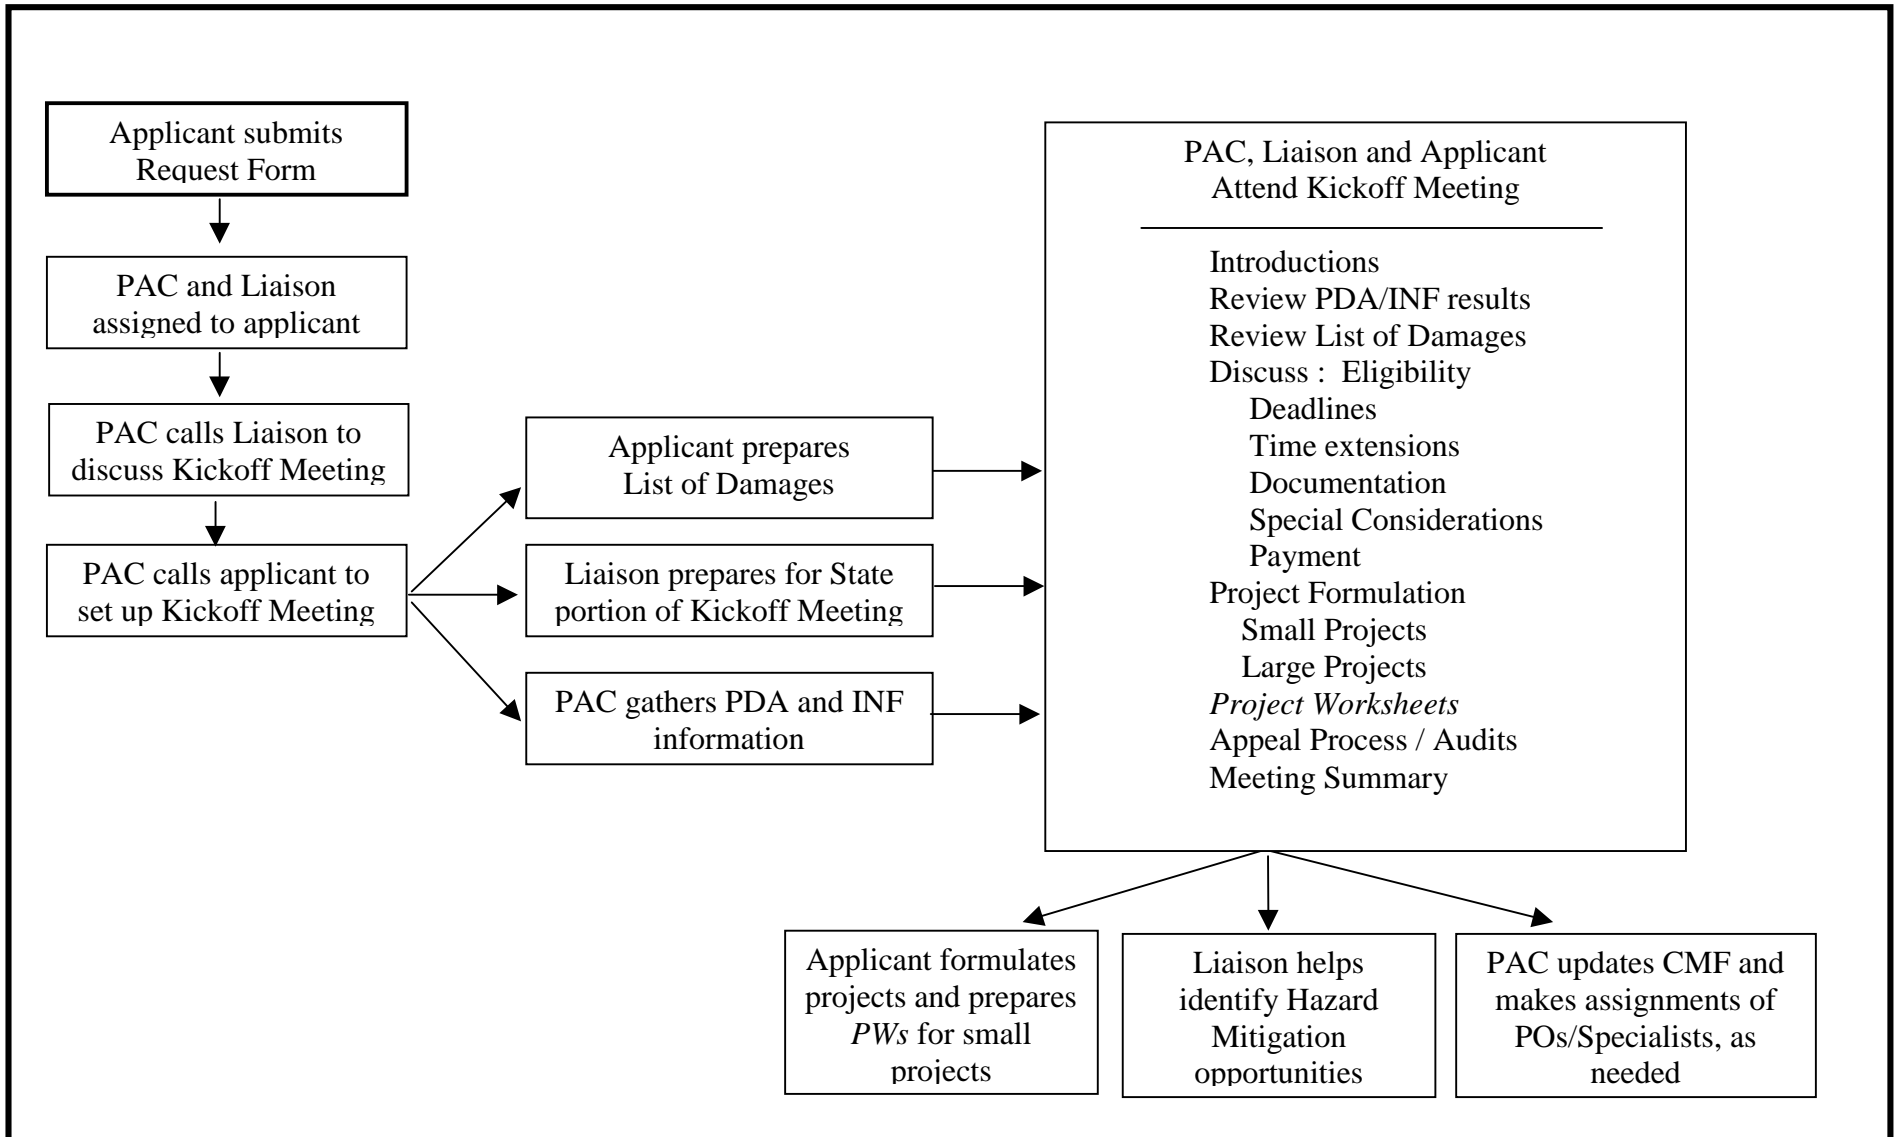 Applicant submits
Request Form
PAC and Liaison
assigned to applicant
PAC calls Liaison to
discuss Kickoff Meeting
PAC calls applicant to
set up Kickoff Meeting
Applicant prepares
List of Damages
Liaison prepares for State
portion of Kickoff Meeting
PAC gathers PDA and INF
information
PAC, Liaison and Applicant
Attend Kickoff Meeting
Introductions
Review PDA/INF results
Review List of Damages
Discuss : Eligibility
Deadlines
Time extensions
Documentation
Special Considerations
Payment
Project Formulation
Small Projects
Large Projects
Project Worksheets
Appeal Process / Audits
Meeting Summary
Applicant formulates
projects and prepares
PWs for small
projects
Liaison helps
identify Hazard
Mitigation
opportunities
PAC updates CMF and
makes assignments of
POs/Specialists, as
needed